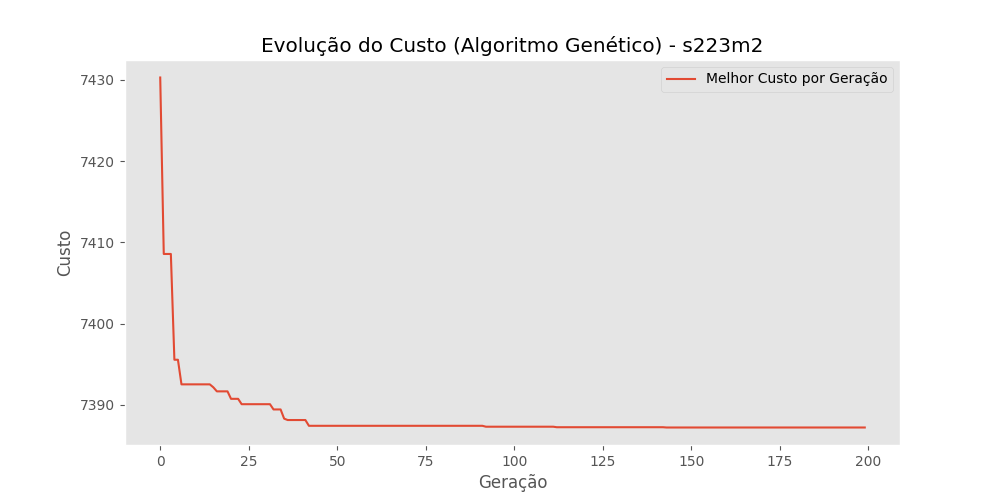 Evolução do Custo (Algoritmo Genético) - s223m2
Melhor Custo por Geração
7430
7420
7410
7400
7390
Custo
0 25 50 75 100 125 150 175 200
Geração